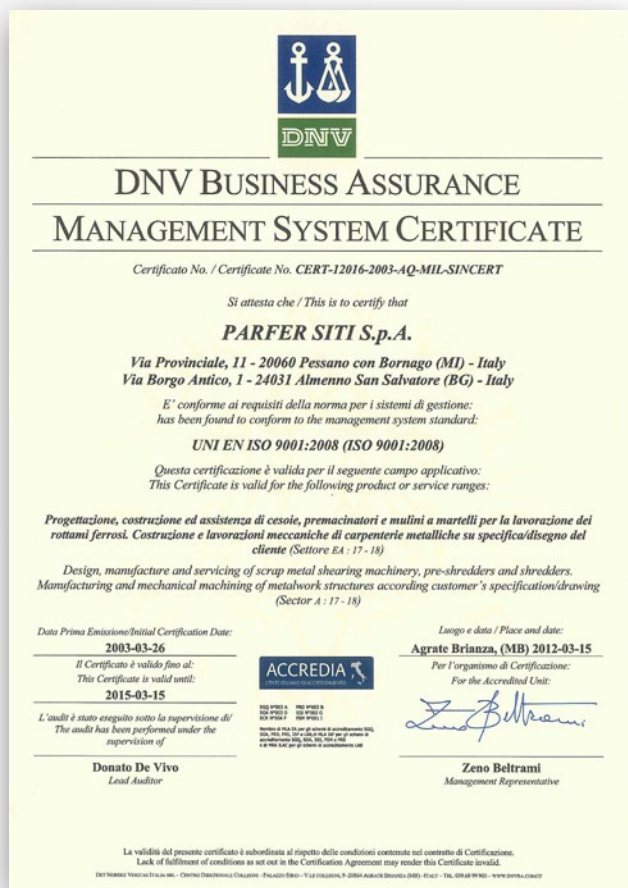 DNV
DNV BUSINESS ASSURANCE
MANAGEMENT SYSTEM CERTIFICATE
Certificato No. / Certificate No. CERT-12016-2003-AQ-MIL-SINCERT
Si attesta che / This is to certify that
PARFER SITI S.p.A.
Via Provinciale, 11 - 20060 Pessano con Bornago (MI) - Italy
Via Borgo Antico, 1 - 24031 Almenno San Salvatore (BG) - Italy
E' conforme ai requisiti della norma per i sistemi di gestione:
has been found to conform to the management system standard:
UNI EN ISO 9001:2008 (ISO 9001:2008)
Questa certificazione è valida per il seguente campo applicativo:
This Certificate is valid for the following product or service ranges:
Progettazione, costruzione ed assistenza di cesoie, premacinatori e mulini a martelli per la lavorazione dei
rottami ferrosi. Costruzione e lavorazioni meccaniche di carpenterie metalliche su specifica/disegno del
cliente (Settore EA : 17 - 18)
Design, manufacture and servicing of scrap metal shearing machinery, pre-shredders and shredders.
Manufacturing and mechanical machining of metalwork structures according customer's specification/drawing
(Sector A : 17 - 18)
Data Prima Emissione/Initial Certification Date:
2003-03-26
Il Certificato è valido fino al:
This Certificate is valid until:
2015-03-15
L'audit è stato eseguito sotto la supervisione di/
The audit has been performed under the
supervision of
Donato De Vivo
Lead Auditor
ACCREDIA
Luogo e data / Place and date:
Agrate Brianza, (MB) 2012-03-15
Per l'organismo di Certificazione:
For the Accredited Unit:
Zeno Beltrami
Zeno Beltrami
Management Representative
La validità del presente certificato è subordinata al rispetto delle condizioni contenute nel contratto di Certificazione.
Lack of fulfilment of conditions as set out in the Certification Agreement may render this Certificate invalid.